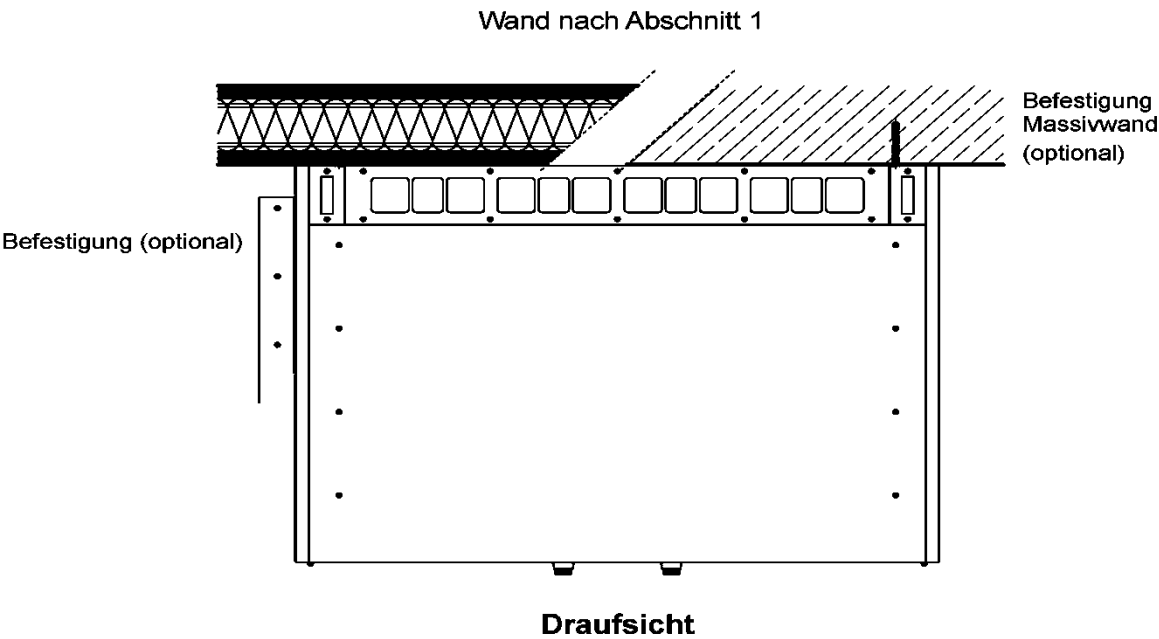 Wand nach Abschnitt 1
Befestigung
Massivwand
(optional)
Befestigung (optional)
Draufsicht